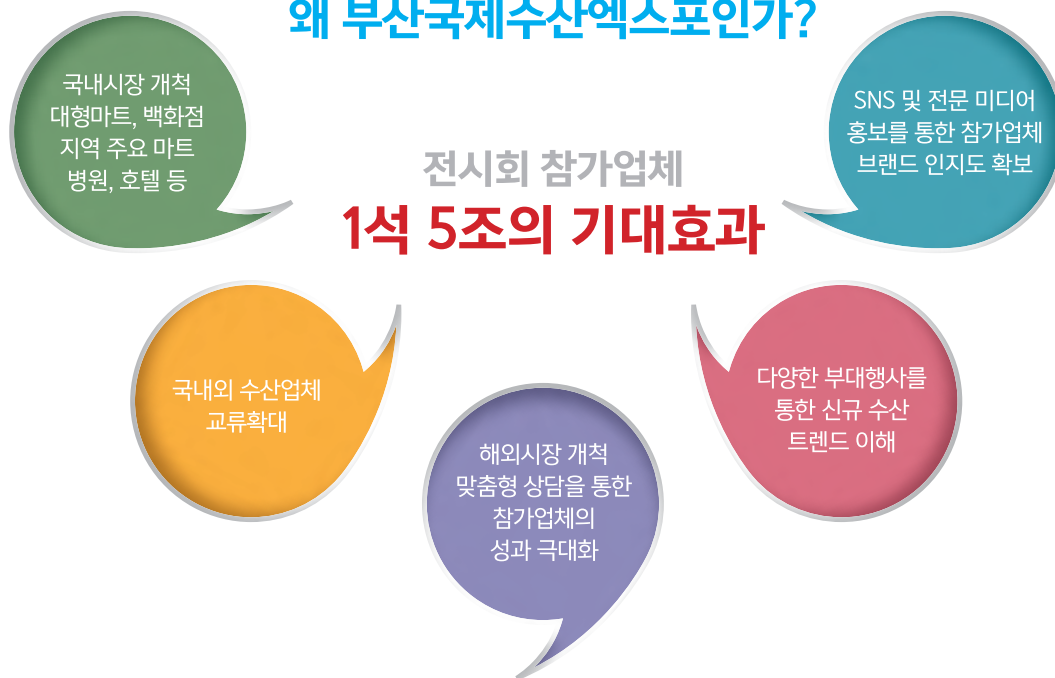 왜 부산국제수산엑스포인가?
국내시장 개척
대형마트, 백화점
지역 주요 마트
병원, 호텔 등
SNS 및 전문 미디어
홍보를 통한 참가업체
브랜드 인지도 확보
전시회 참가업체
1석 5조의 기대효과
국내외 수산업체
교류확대
다양한 부대행사를
통한 신규 수산
트렌드 이해
해외시장 개척
맞춤형 상담을 통한
참가업체의
성과 극대화